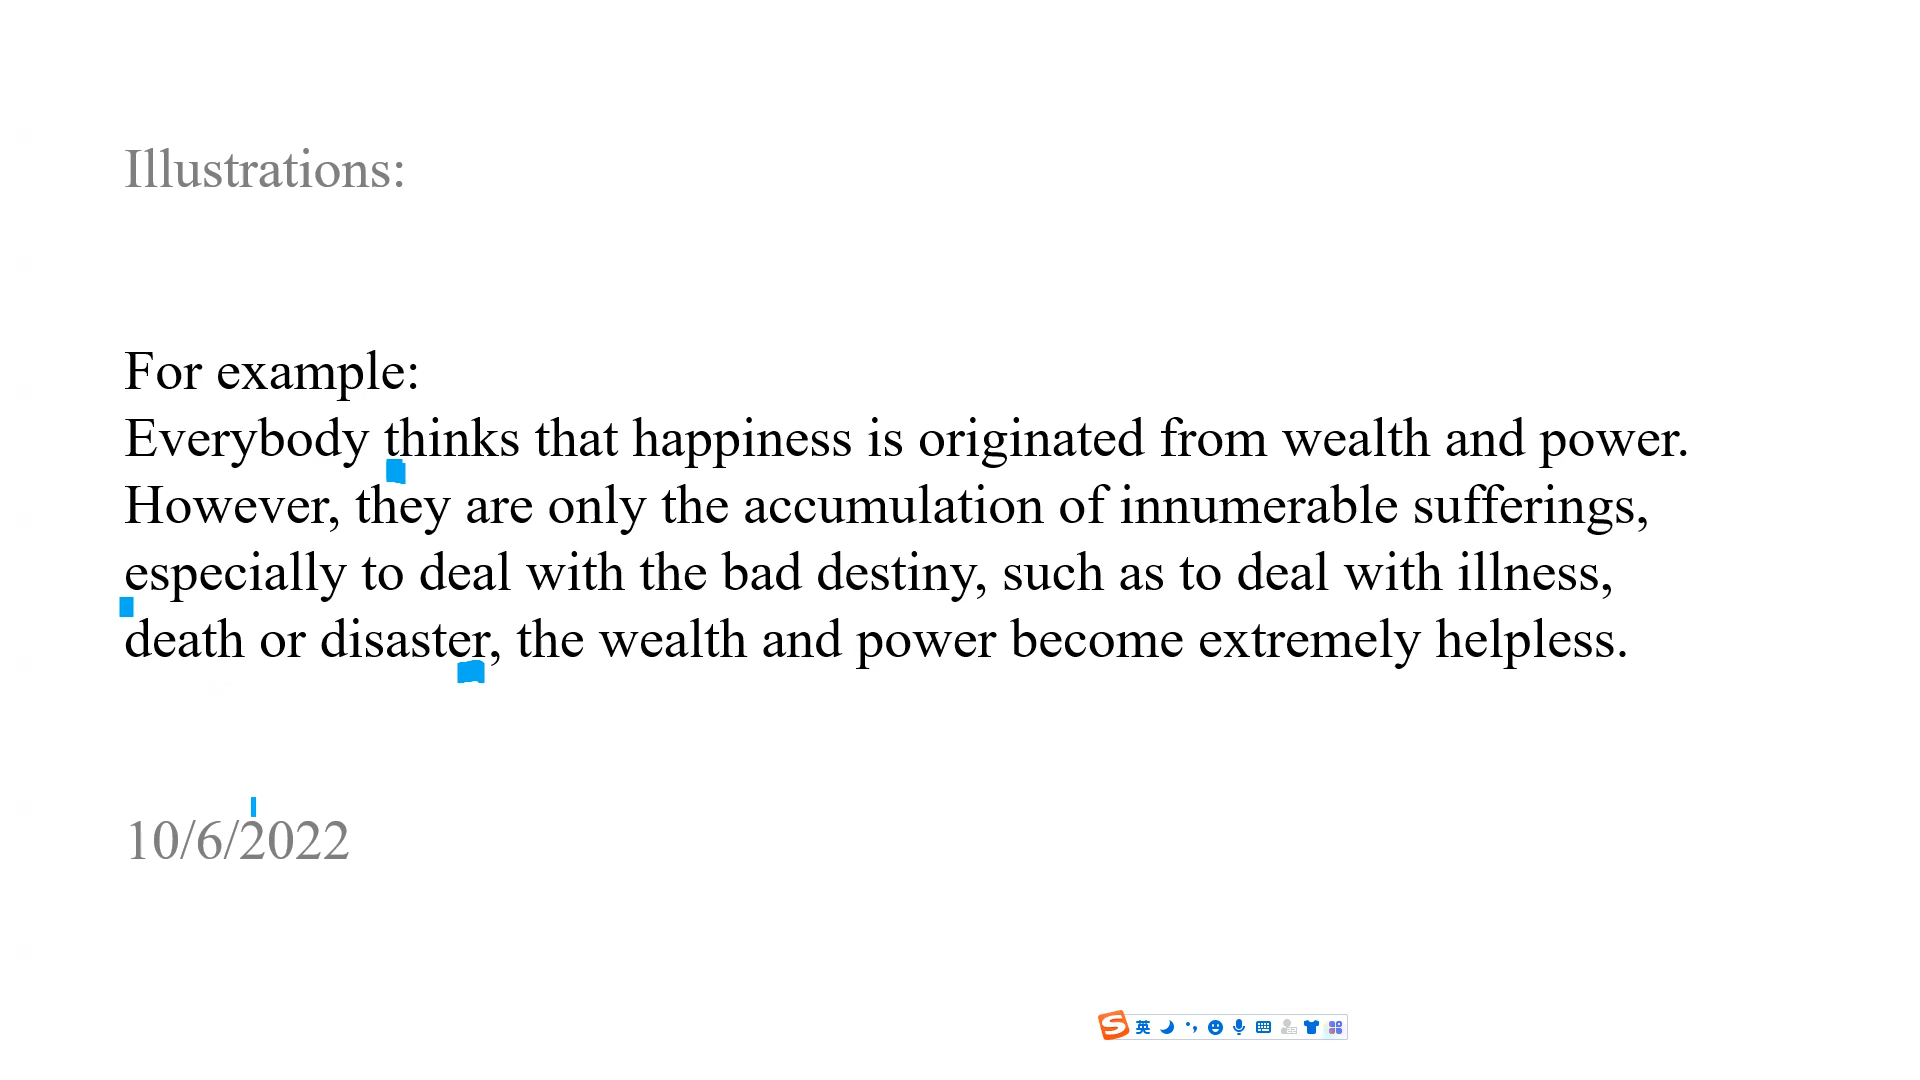 Illustrations:
For example:
Everybody thinks that happiness is originated from wealth and power.
However, they are only the accumulation of innumerable sufferings,
especially to deal with the bad destiny, such as to deal with illness,
death or disaster, the wealth and power become extremely helpless.
10/6/2022
S 英